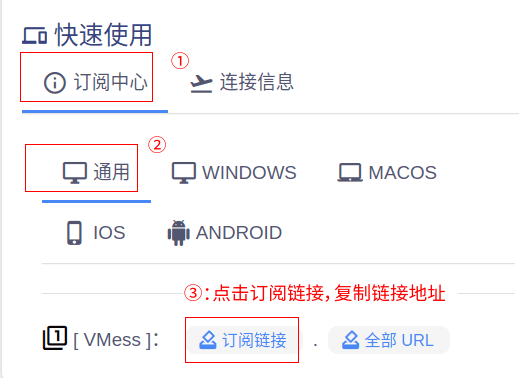 快速使用
①
订阅中心 连接信息
②
通用 WINDOWS MACOS
IOS ANDROID
③:点击订阅链接,复制链接地址
1 [ VMess ]: 订阅链接 . 全部 URL